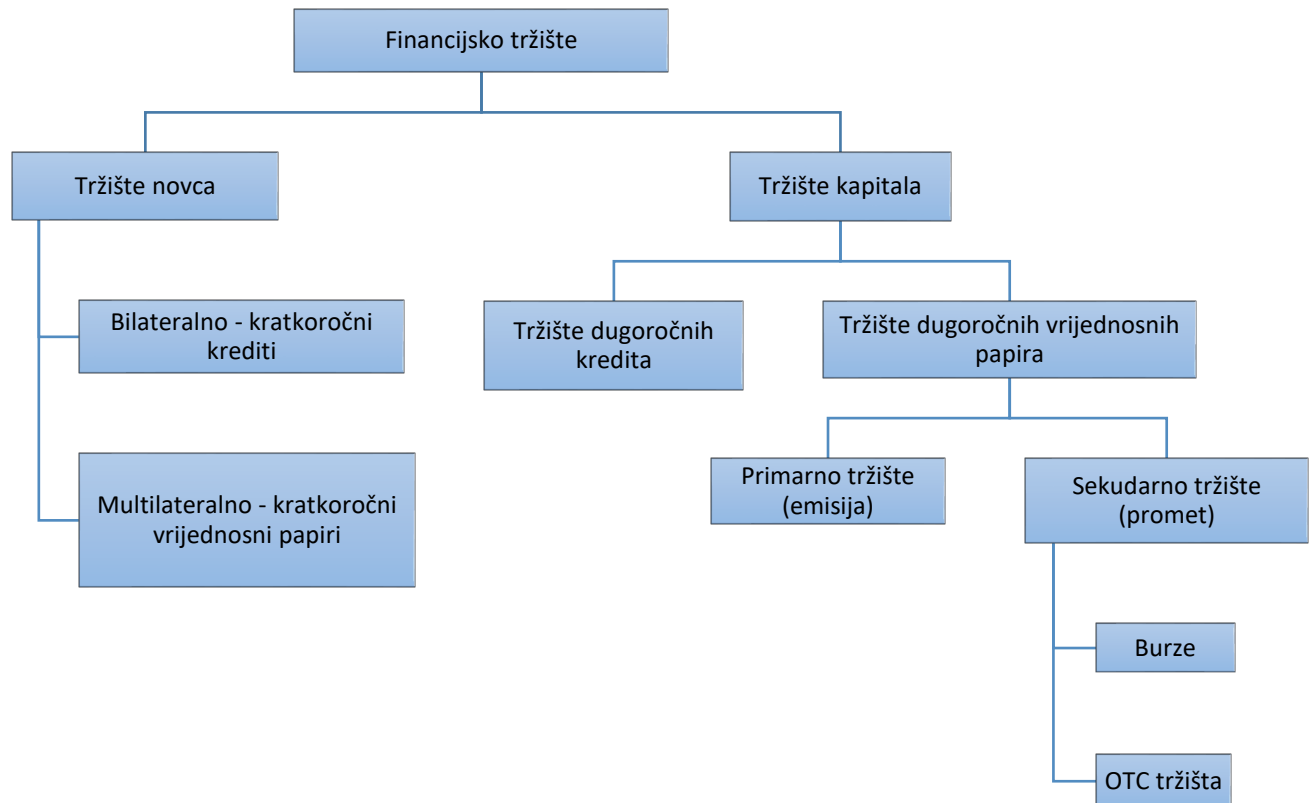 Financijsko tržište
Tržište novca
Tržište kapitala
Bilateralno - kratkoročni
krediti
Tržište dugoročnih
kredita
Tržište dugoročnih vrijednosnih
papira
Multilateralno - kratkoročni
vrijednosni papiri
Primarno tržište
(emisija)
Sekudarno tržište
(promet)
Burze
OTC tržišta